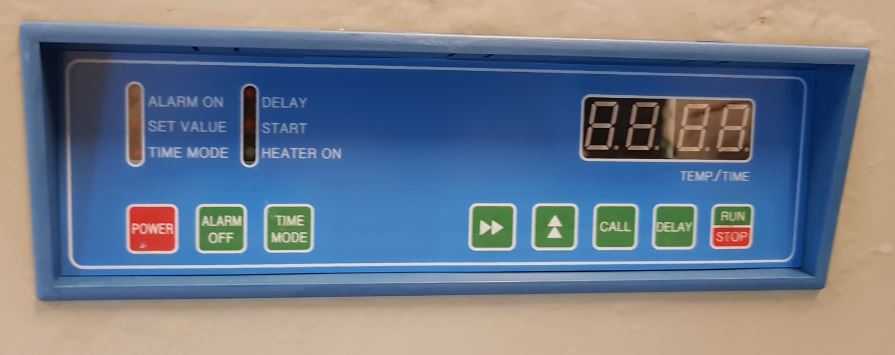 ALARM ON
SET VALUE
TIME MODE
DELAY
START
HEATER ON
TEMP./TIME
POWER
ALARM
OFF
TIME
MODE
CALL
DELAY
RUN
STOP